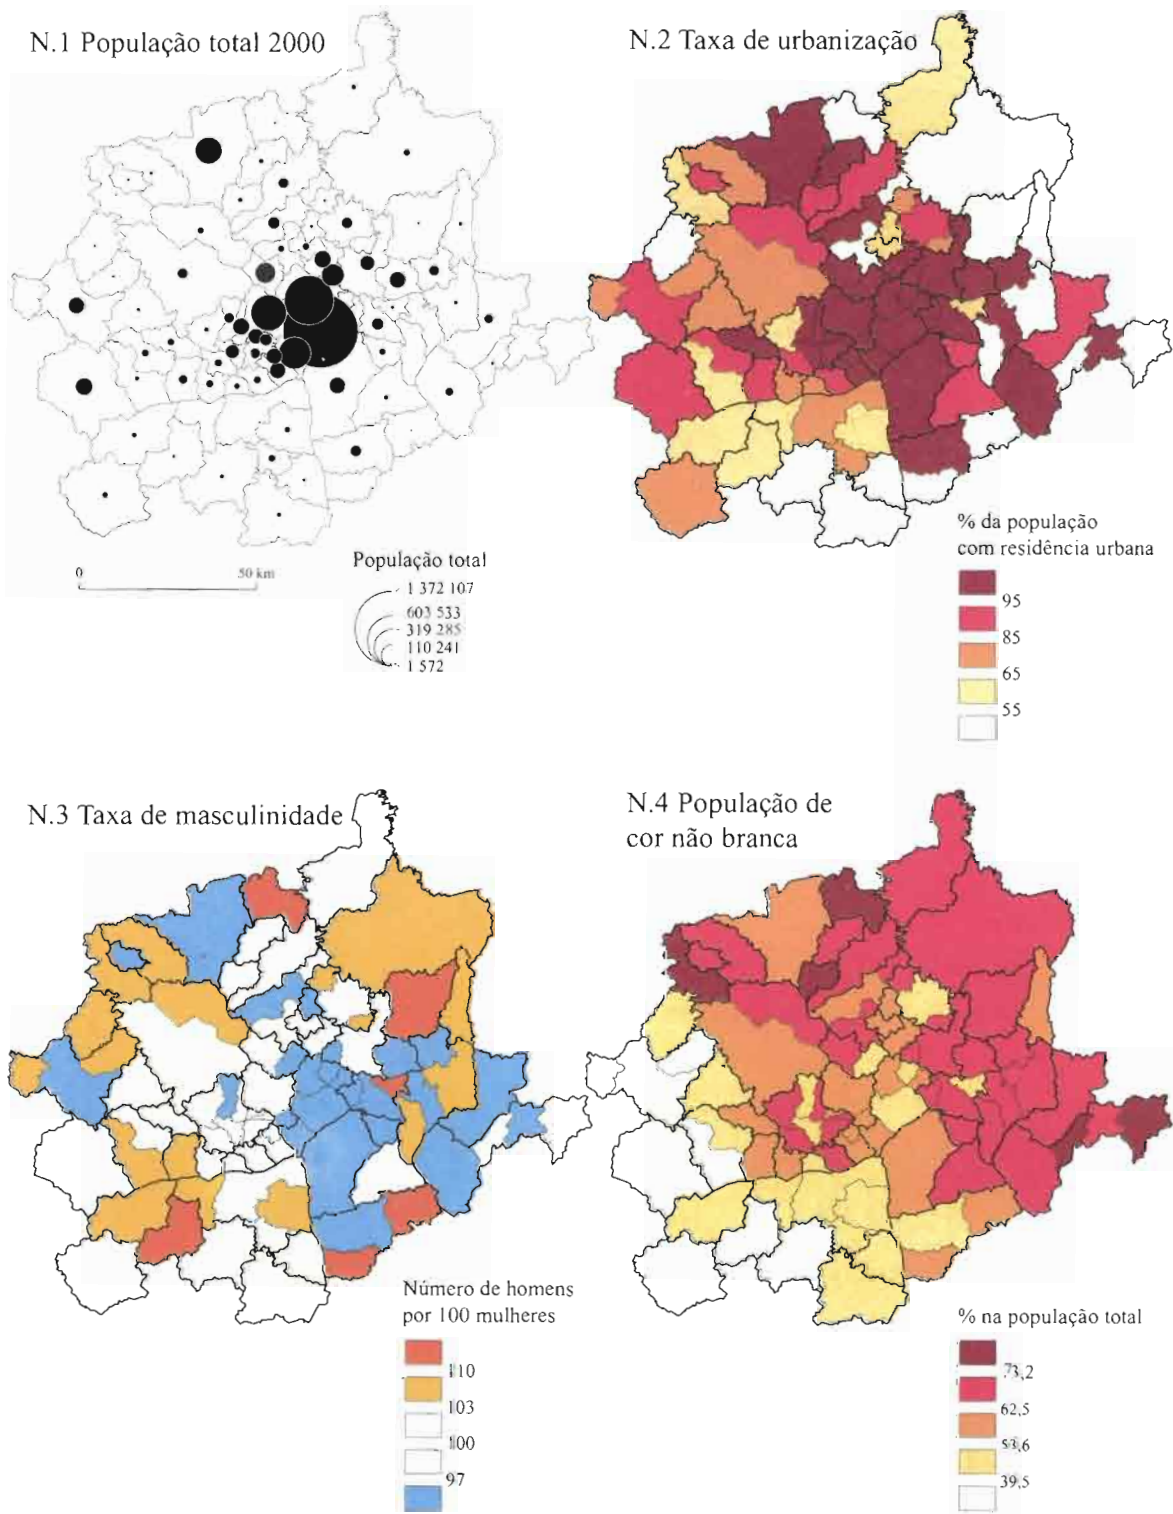 N.1 População total 2000
0 50 km
População total
1 372 107
603 533
319 285
110 241
1 572
N.2 Taxa de urbanização
% da população
com residência urbana
95
85
65
55
N.3 Taxa de masculinidade
Número de homens
por 100 mulheres
110
103
100
97
N.4 População de
cor não branca
% na população total
73,2
62,5
53,6
39,5